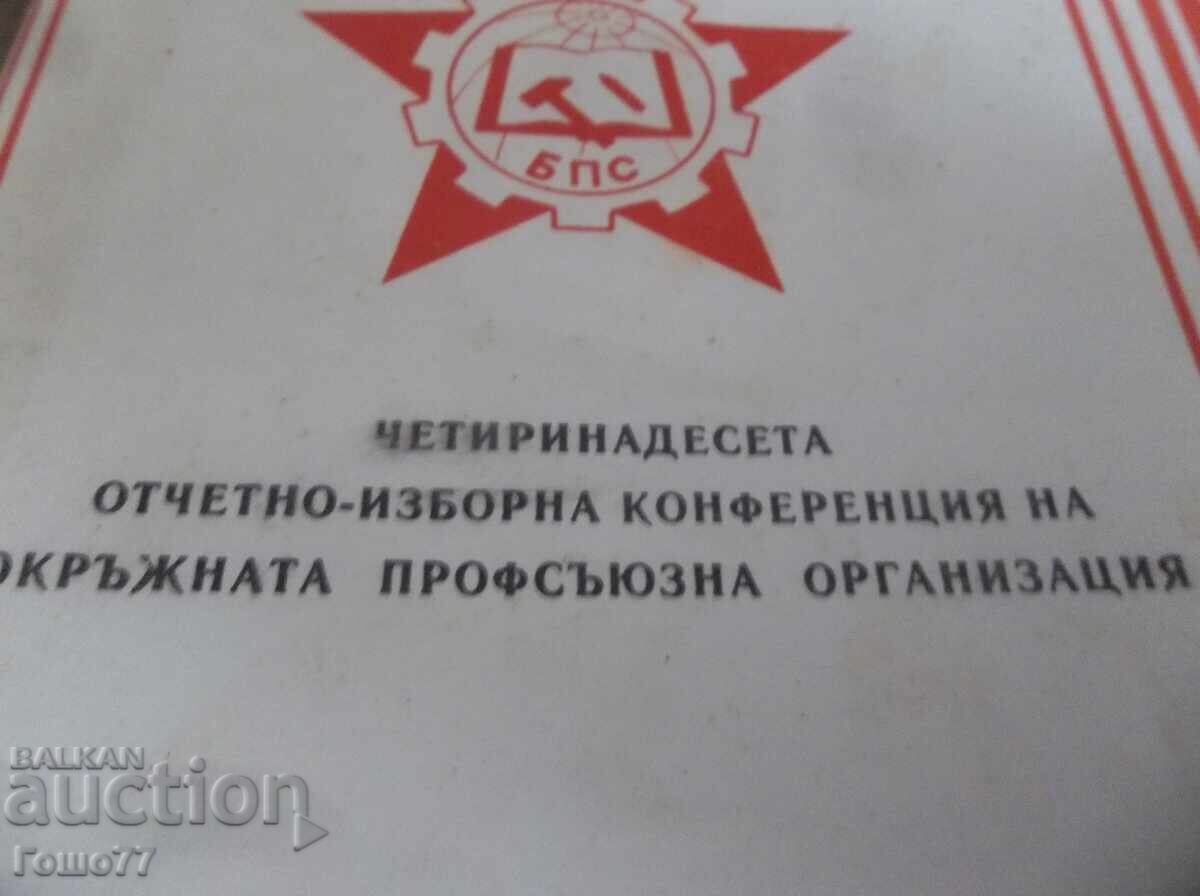 БПС
ЧЕТИРИНАДЕСЕТА
ОТЧЕТНО-ИЗБОРНА КОНФЕРЕНЦИЯ НА
ОКРЪЖНАТА ПРОФСЪЮЗНА ОРГАНИЗАЦИЯ
BALKAN
auction
Гошо77